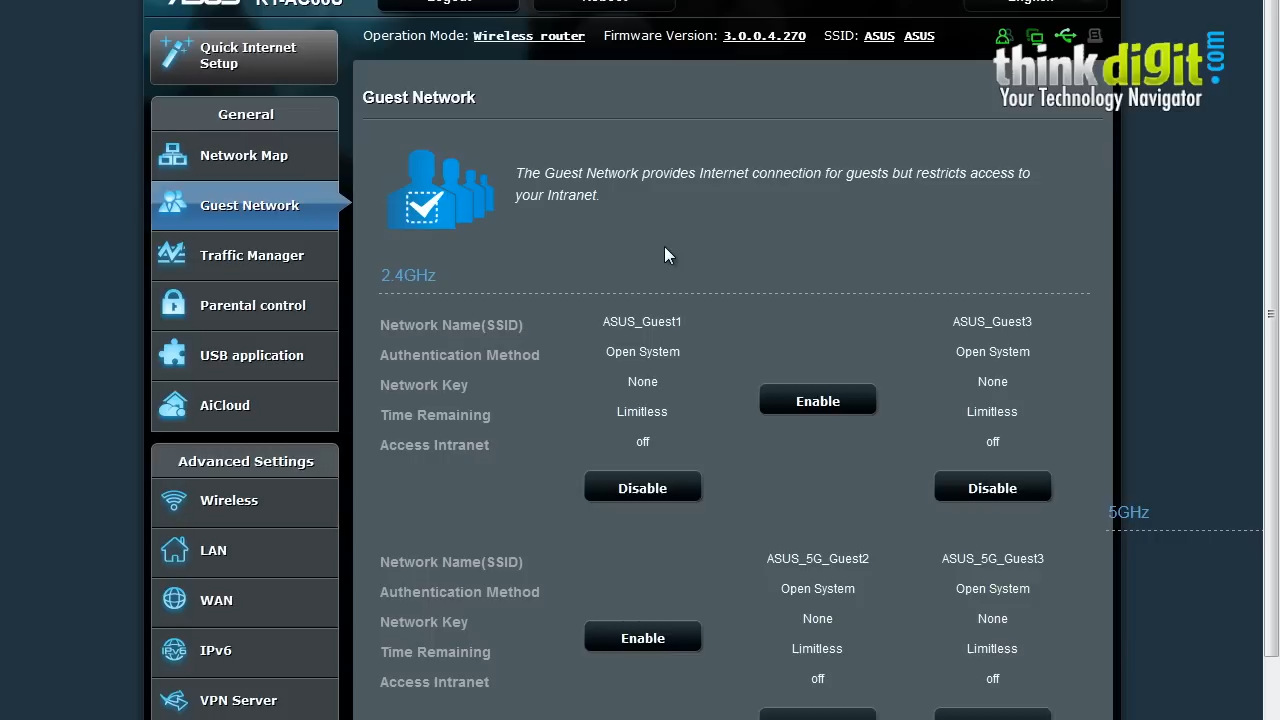 English
Operation Mode: Wireless router Firmware Version: 3.0.0.4.270 SSID: ASUS ASUS
thinkdigit.com
Your Technology Navigator
Quick Internet
Setup
General
Network Map
Guest Network
Traffic Manager
Parental control
USB application
AiCloud
Advanced Settings
Wireless
LAN
WAN
IPv6
VPN Server
Guest Network
The Guest Network provides Internet connection for guests but restricts access to
your Intranet.
2.4GHz
Network Name(SSID) ASUS_Guest1 ASUS_Guest3
Authentication Method Open System Open System
Network Key None None
Enable
Time Remaining Limitless Limitless
Access Intranet off off
Disable Disable
5GHz
Network Name(SSID) ASUS_5G_Guest2 ASUS_5G_Guest3
Authentication Method Open System Open System
Network Key None None
Enable
Time Remaining Limitless Limitless
Access Intranet off off